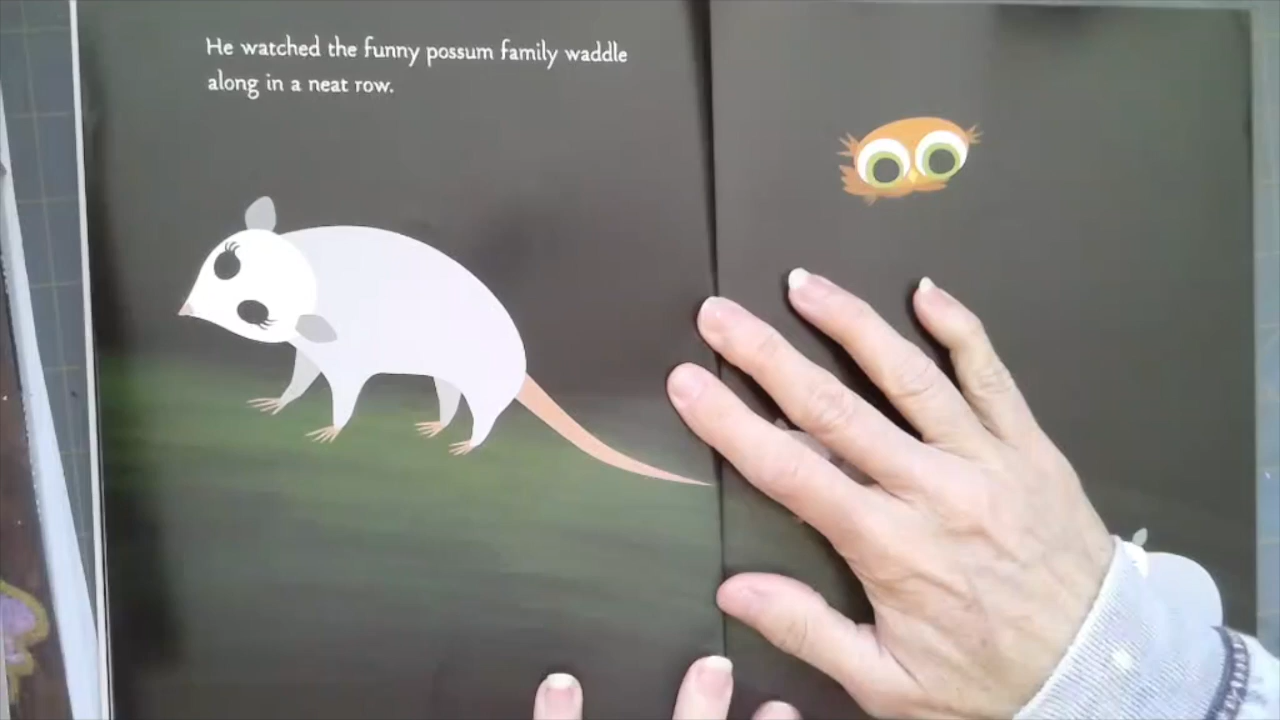 He watched the funny possum family waddle
along in a neat row.